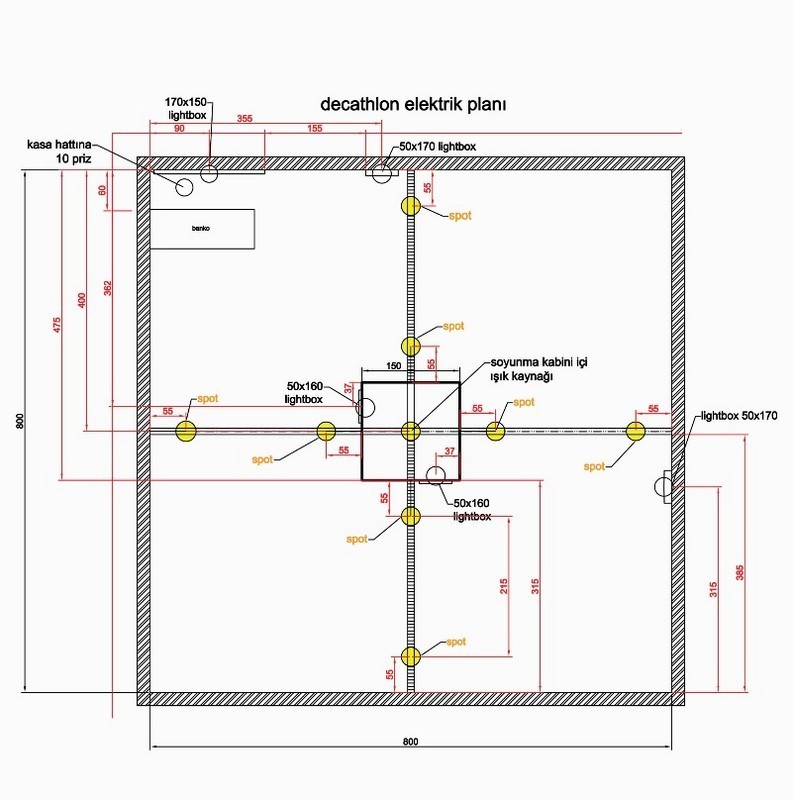 decathlon elektrik planı
170x150
lightbox
355
90
155
kasa hattına
10 priz
50x170 lightbox
60
55
spot
banko
362
400
475
800
spot
150
55
soyunma kabini içi
ışık kaynağı
50x160
lightbox
37
spot
55
55
spot
55
lightbox 50x170
spot
55
37
spot
50x160
lightbox
55
spot
215
315
315
385
spot
55
800